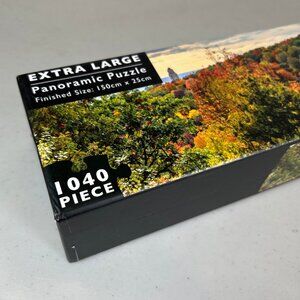 EXTRA LARGE
Panoramic Puzzle
Finished Size: 150cm x 25cm
1040
PIECE